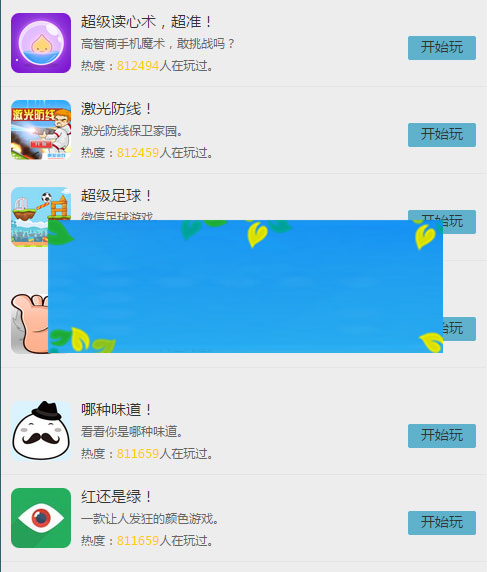 超级读心术，超准！
高智商手机魔术，敢挑战吗？
开始玩
热度：812494人在玩过。
激光防线
激光防线！
激光防线保卫家园。
开始玩
热度：812459人在玩过。
超级足球！
微信足球游戏
开始玩
始玩
哪种味道！
看看你是哪种味道。
开始玩
热度：811659人在玩过。
红还是绿！
一款让人发狂的颜色游戏。
开始玩
热度：811659人在玩过。